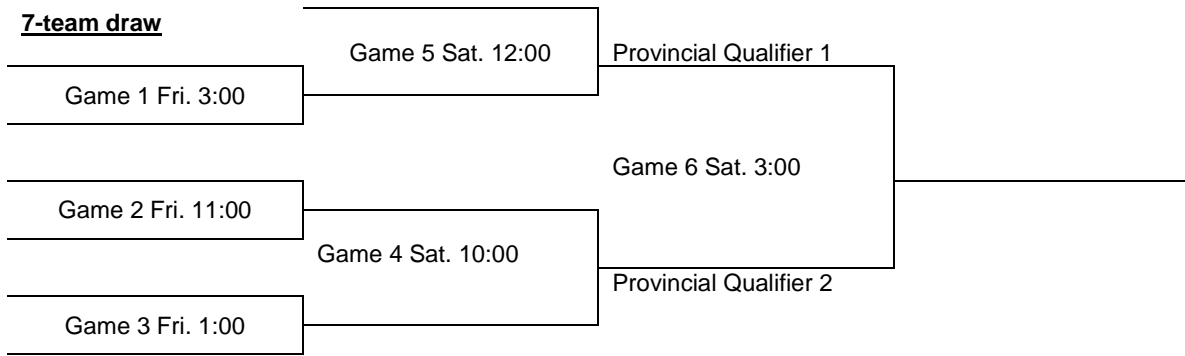 7-team draw
Game 5 Sat. 12:00
Provincial Qualifier 1
Game 1 Fri. 3:00
Game 6 Sat. 3:00
Game 2 Fri. 11:00
Game 4 Sat. 10:00
Provincial Qualifier 2
Game 3 Fri. 1:00